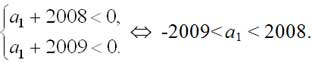 {a₁ + 2008 < 0,
a₁ + 2009 < 0. ⇔ -2009<a₁ < 2008.